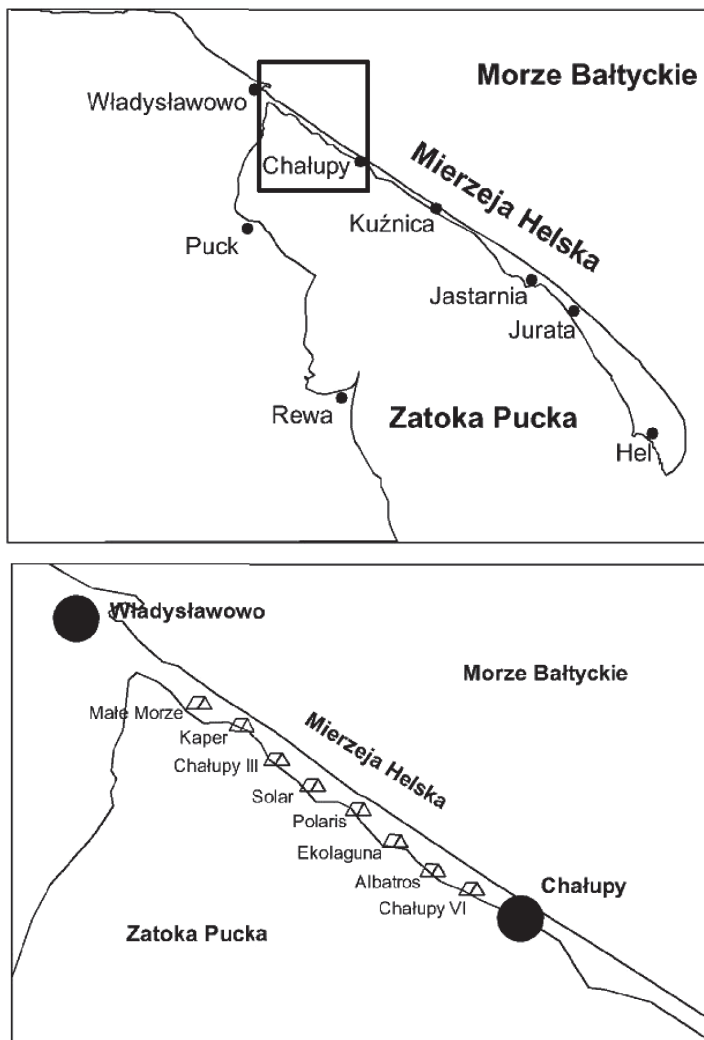 Morze Bałtyckie
Władysławowo
Mierzeja Helska
Chałupy
Kuźnica
Puck
Jastarnia
Jurata
Rewa
Zatoka Pucka
Hel
Władysławowo
Morze Bałtyckie
Małe Morze
Mierzeja Helska
Kaper
Chałupy III
Solar
Polaris
Ekolaguna
Albatros
Chałupy
Chałupy VI
Zatoka Pucka